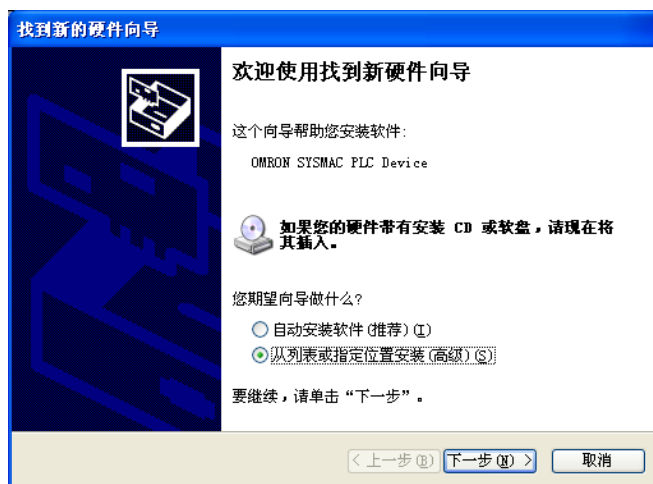 找到新的硬件向导
欢迎使用找到新硬件向导
这个向导帮助您安装软件:
OMRON SYSMAC PLC Device
如果您的硬件带有安装 CD 或软盘，请现在将
其插入。
您期望向导做什么?
自动安装软件(推荐)(I)
从列表或指定位置安装(高级)(S)
要继续，请单击“下一步”。
< 上一步(B) 下一步(N) > 取消